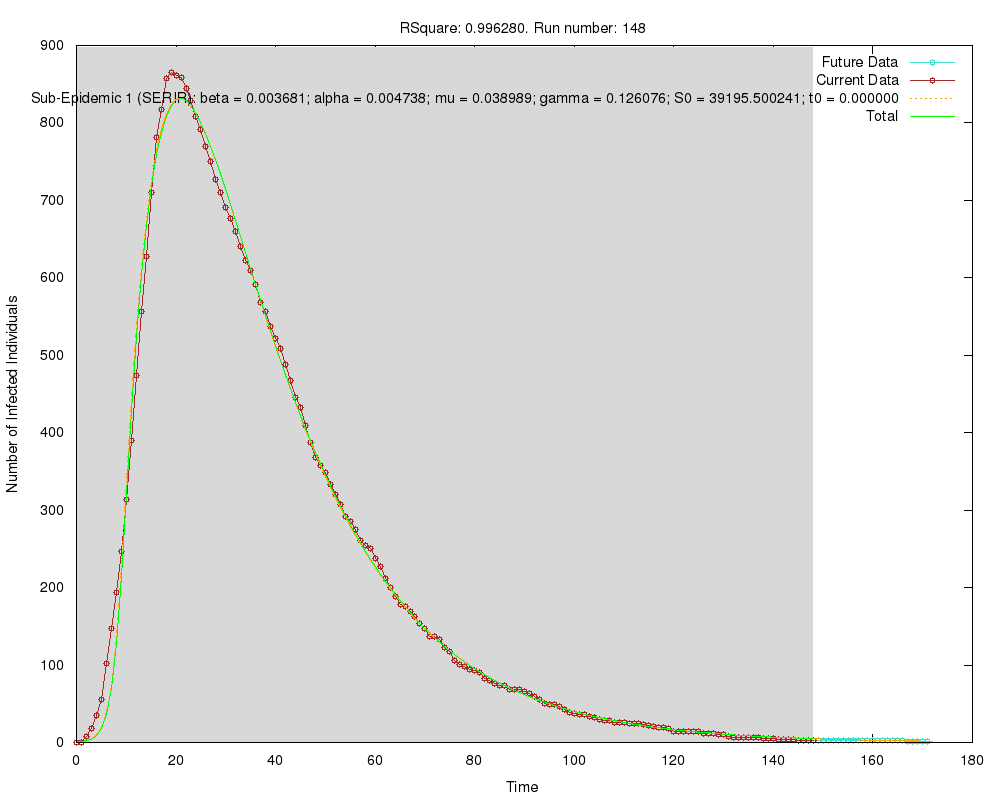 RSquare: 0.996280. Run number: 148
900
800
700
600
500
400
300
200
100
0
Number of Infected Individuals
Future Data
Current Data
Sub-Epidemic 1 (SERIR): beta = 0.003681; alpha = 0.004738; mu = 0.038989; gamma = 0.126076; S0 = 39195.500241; t0 = 0.000000
Total
0 20 40 60 80 100 120 140 160 180
Time